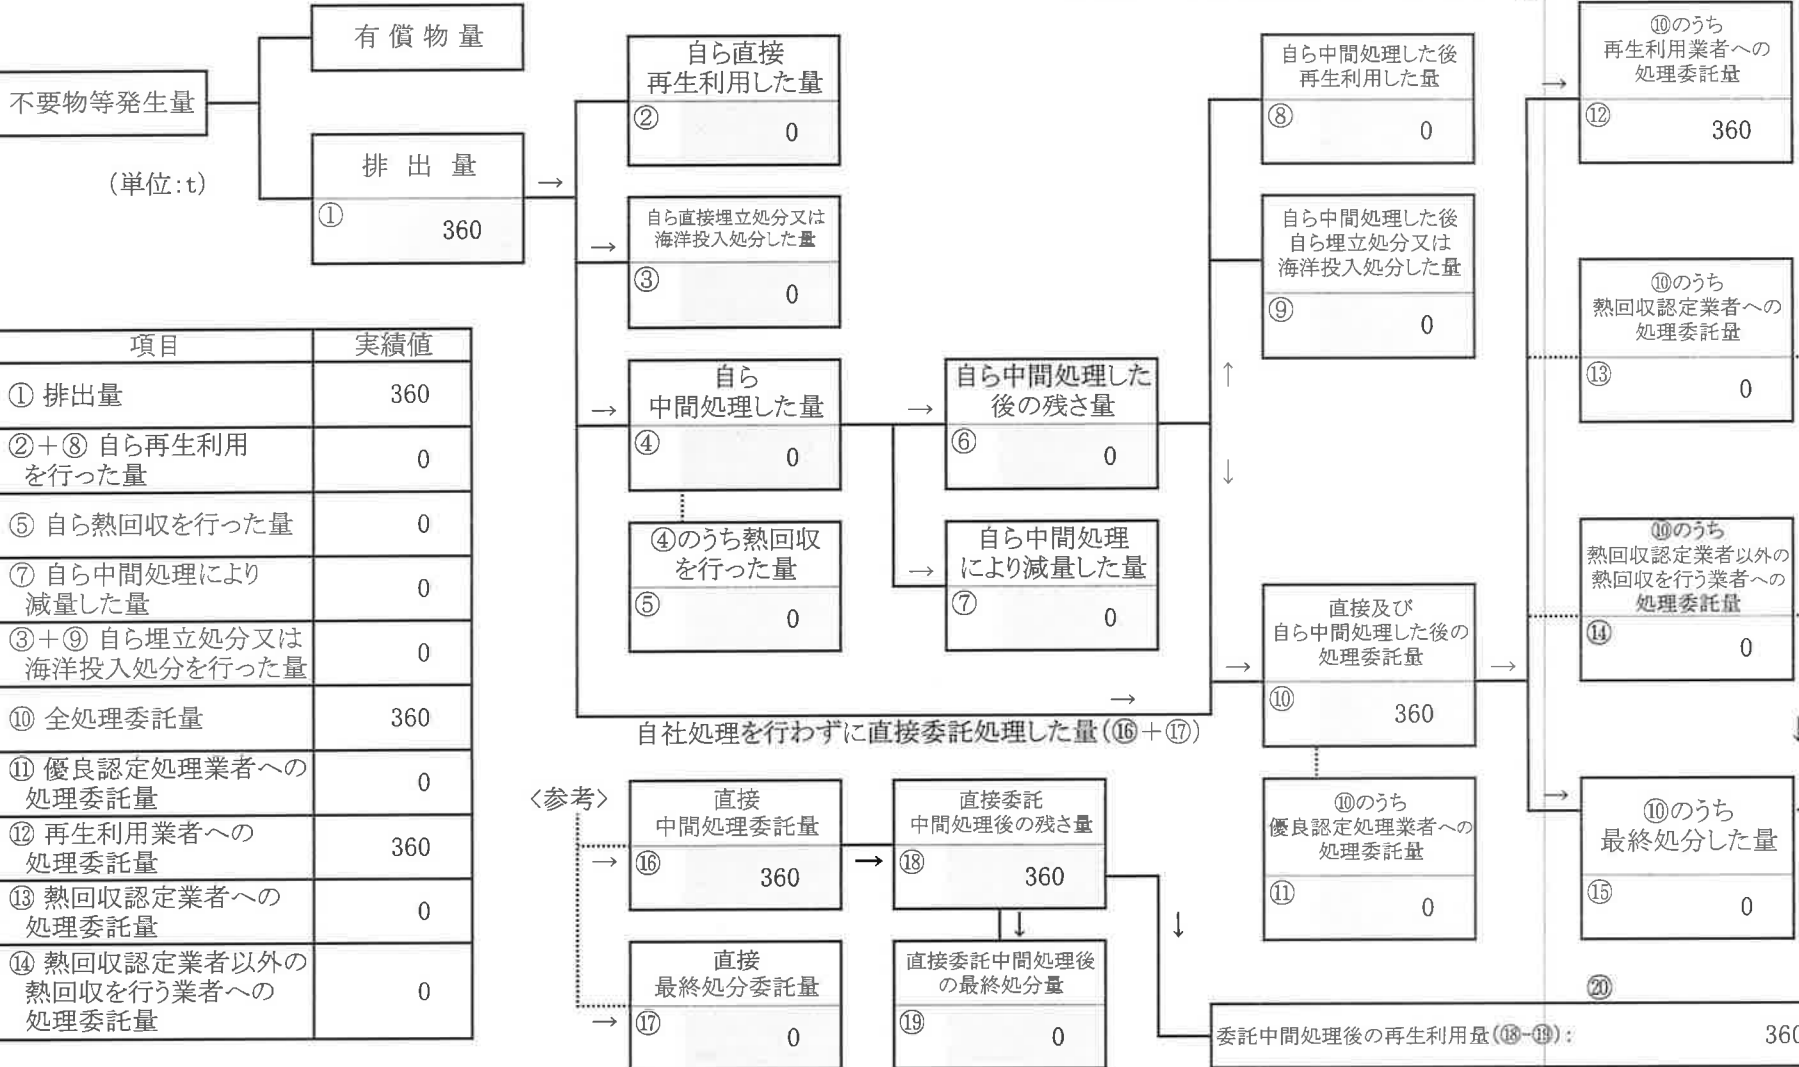 有償物量
不要物等発生量
(単位:t)
排出量
①
360
自ら直接
再生利用した量
②
0
自ら直接埋立処分又は
海洋投入処分した量
→
③
0
→
自ら
中間処理した量
→
④
0
④のうち熱回収
を行った量
⑤
0
自ら中間処理した
後の残さ量
→
⑥
0
自ら中間処理
により減量した量
→
⑦
0
自ら中間処理した後
再生利用した量
⑧
0
自ら中間処理した後
自ら埋立処分又は
海洋投入処分した量
⑨
0
↑
↓
→
自社処理を行わずに直接委託処理した量(⑯+⑰)
直接及び
自ら中間処理した後の
処理委託量
→
⑩
360
→
⑩のうち
優良認定処理業者への
処理委託量
⑪
0
→
⑩のうち
再生利用業者への
処理委託量
⑫
360
⑩のうち
熱回収認定業者への
処理委託量
⑬
0
⑩のうち
熱回収認定業者以外の
熱回収を行う業者への
処理委託量
⑭
0
↓
→
⑩のうち
最終処分した量
⑮
0
項目 実績値
① 排出量 360
②+⑧ 自ら再生利用
を行った量 0
⑤ 自ら熱回収を行った量 0
⑦ 自ら中間処理により
減量した量 0
③+⑨ 自ら埋立処分又は
海洋投入処分を行った量 0
⑩ 全処理委託量 360
⑪ 優良認定処理業者への
処理委託量 0
⑫ 再生利用業者への
処理委託量 360
⑬ 熱回収認定業者への
処理委託量 0
⑭ 熱回収認定業者以外の
熱回収を行う業者への
処理委託量 0
〈参考〉
直接
中間処理委託量
→
⑯
360
→
直接委託
中間処理後の残さ量
⑱
360
↓
↓
直接
最終処分委託量
→
⑰
0
直接委託中間処理後
の最終処分量
⑲
0
⑳
委託中間処理後の再生利用量(⑱-⑲): 360